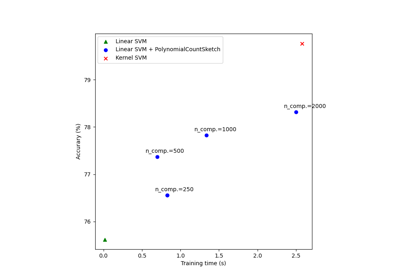 Linear SVM
Linear SVM + PolynomialCountSketch
Kernel SVM
79
78
77
76
n_comp.=2000
n_comp.=1000
n_comp.=500
n_comp.=250
0.0 0.5 1.0 1.5 2.0 2.5
Training time (s)
Accurary (%)